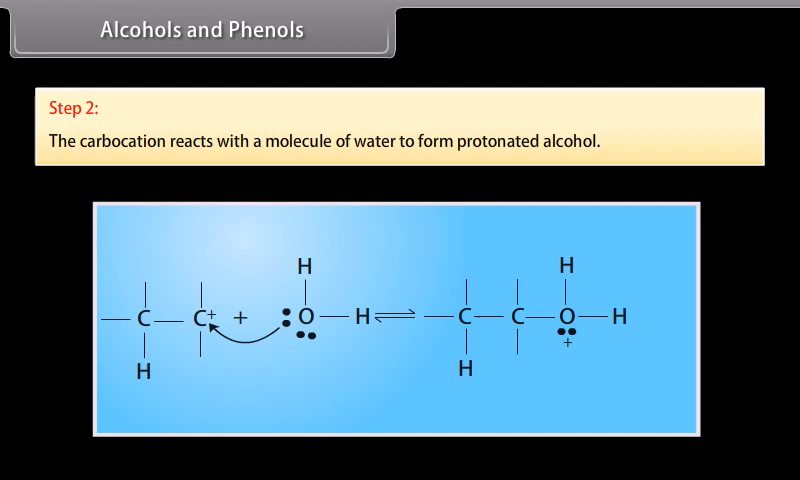 Alcohols and Phenols
Step 2:
The carbocation reacts with a molecule of water to form protonated alcohol.
H H
— C — C+ + :O — H ⇌ — C — C — O — H
+
H H